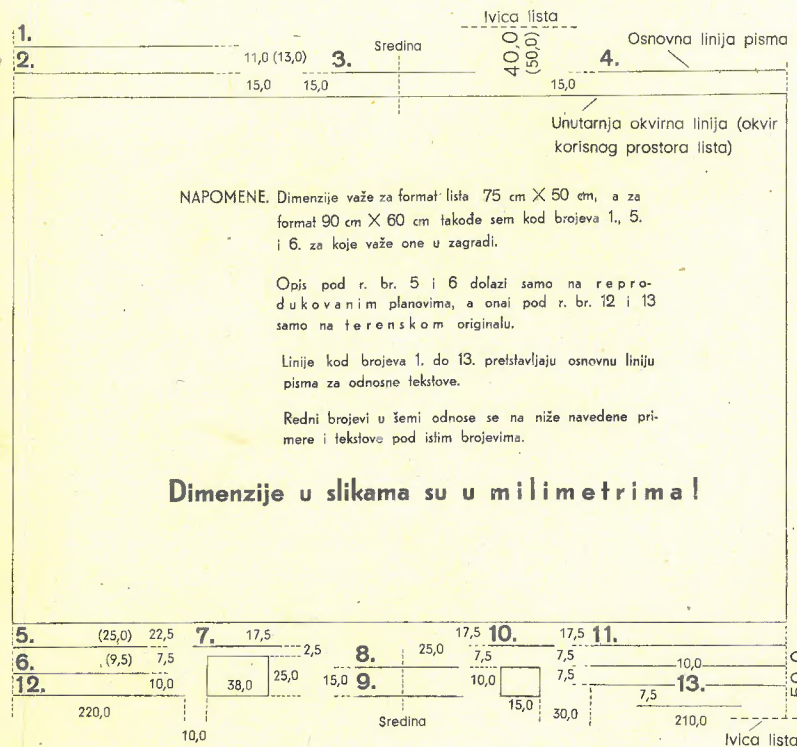 Ivica lista
1.
2. 11,0 (13,0) 3. Sredina 40,0 (50,0) 4. Osnovna linija pisma
15,0 15,0 15,0
Unutarnja okvirna linija (okvir
korisnog prostora lista)
NAPOMENE. Dimenzije važe za format lista 75 cm X 50 cm, a za
format 90 cm X 60 cm takođe sem kod brojeva 1., 5.
i 6. za koje važe one u zagradi.
Opis pod r. br. 5 i 6 dolazi samo na repro-
dukovanim planovima, a onai pod r. br. 12 i 13
samo na terenskom originalu.
Linije kod brojeva 1. do 13. pretstavljaju osnovnu liniju
pisma za odnosne tekstove.
Redni brojevi u šemi odnose se na niže navedene pri-
mere i tekstove pod istim brojevima.
Dimenzije u slikama su u milimetrima!
5. (25,0) 22,5 7. 17,5 17,5 10. 17,5 11.
6. (9,5) 7,5 2,5 8. 25,0 7,5 7,5 10,0
12. 10,0 38,0 25,0 15,0 9. 10,0 7,5 13.
220,0 15,0 30,0 7,5 210,0
10,0 Sredina
Ivica lista